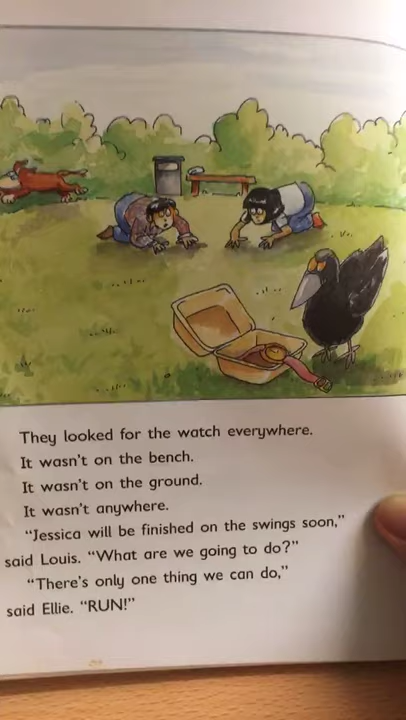 They looked for the watch everywhere.
It wasn't on the bench.
It wasn't on the ground.
It wasn't anywhere.
"Jessica will be finished on the swings soon,"
said Louis. "What are we going to do?"
"There's only one thing we can do,"
said Ellie. "RUN!"